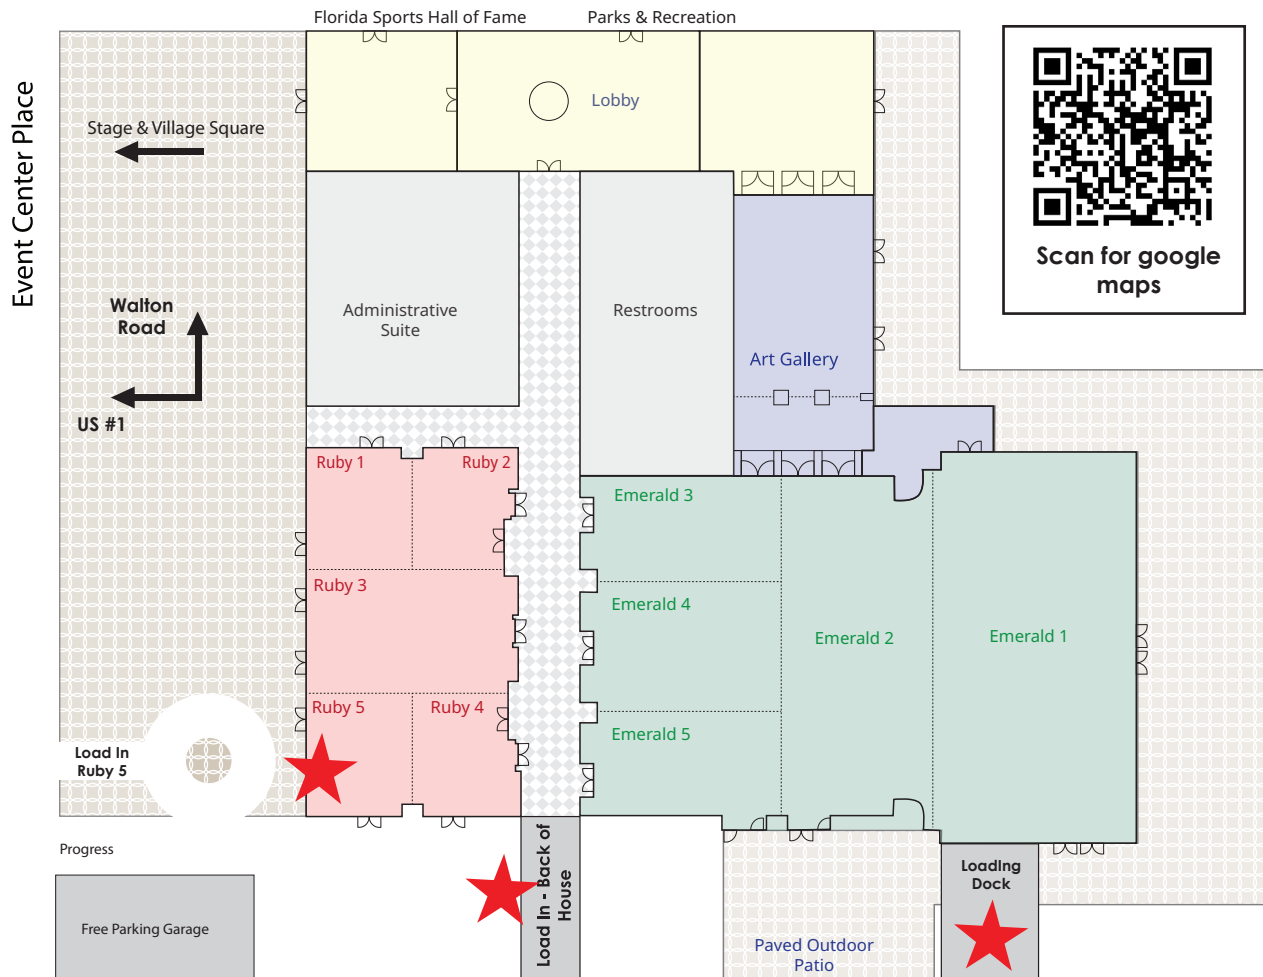 Florida Sports Hall of Fame
Parks & Recreation
Event Center Place
Stage & Village Square
Lobby
Scan for google
maps
Walton
Road
US #1
Administrative
Suite
Restrooms
Art Gallery
Ruby 1
Ruby 2
Emerald 3
Ruby 3
Emerald 4
Emerald 2
Emerald 1
Ruby 5
Ruby 4
Emerald 5
Load In
Ruby 5
Progress
Free Parking Garage
Load In - Back of
House
Loading
Dock
Paved Outdoor
Patio